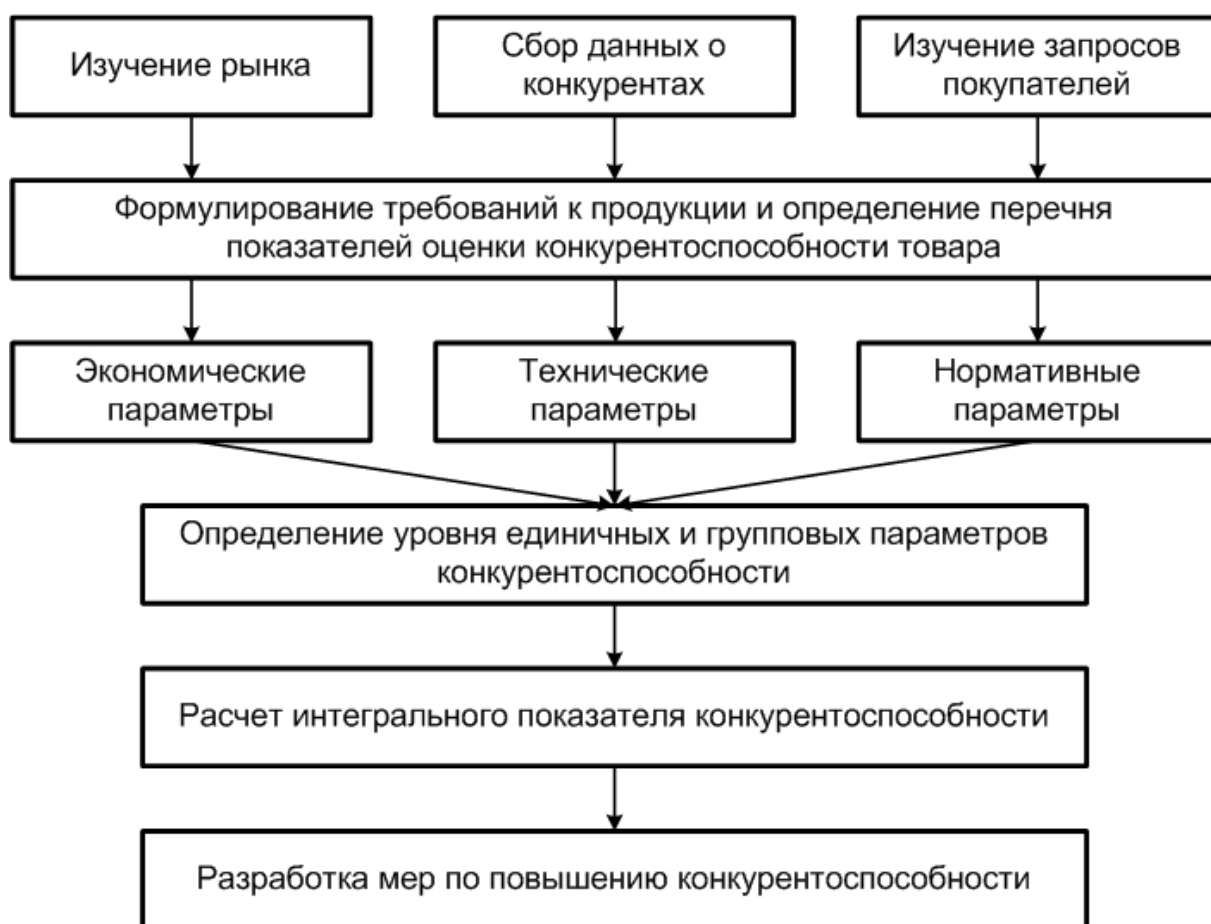 Изучение рынка
Сбор данных о
конкурентах
Изучение запросов
покупателей
Формулирование требований к продукции и определение перечня
показателей оценки конкурентоспособности товара
Экономические
параметры
Технические
параметры
Нормативные
параметры
Определение уровня единичных и групповых параметров
конкурентоспособности
Расчет интегрального показателя конкурентоспособности
Разработка мер по повышению конкурентоспособности